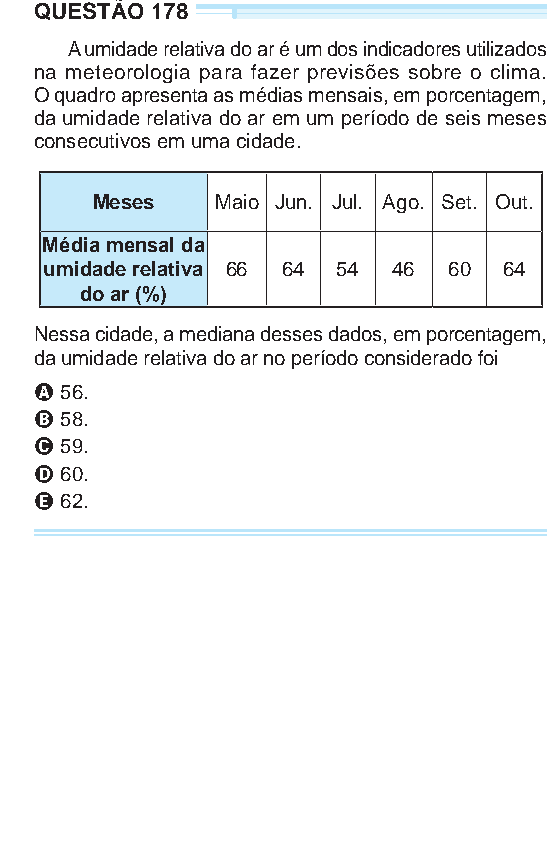 QUESTÃO 178
A umidade relativa do ar é um dos indicadores utilizados
na meteorologia para fazer previsões sobre o clima.
O quadro apresenta as médias mensais, em porcentagem,
da umidade relativa do ar em um período de seis meses
consecutivos em uma cidade.
Meses Maio Jun. Jul. Ago. Set. Out.
Média mensal da
umidade relativa 66 64 54 46 60 64
do ar (%)
Nessa cidade, a mediana desses dados, em porcentagem,
da umidade relativa do ar no período considerado foi
A 56.
B 58.
C 59.
D 60.
E 62.